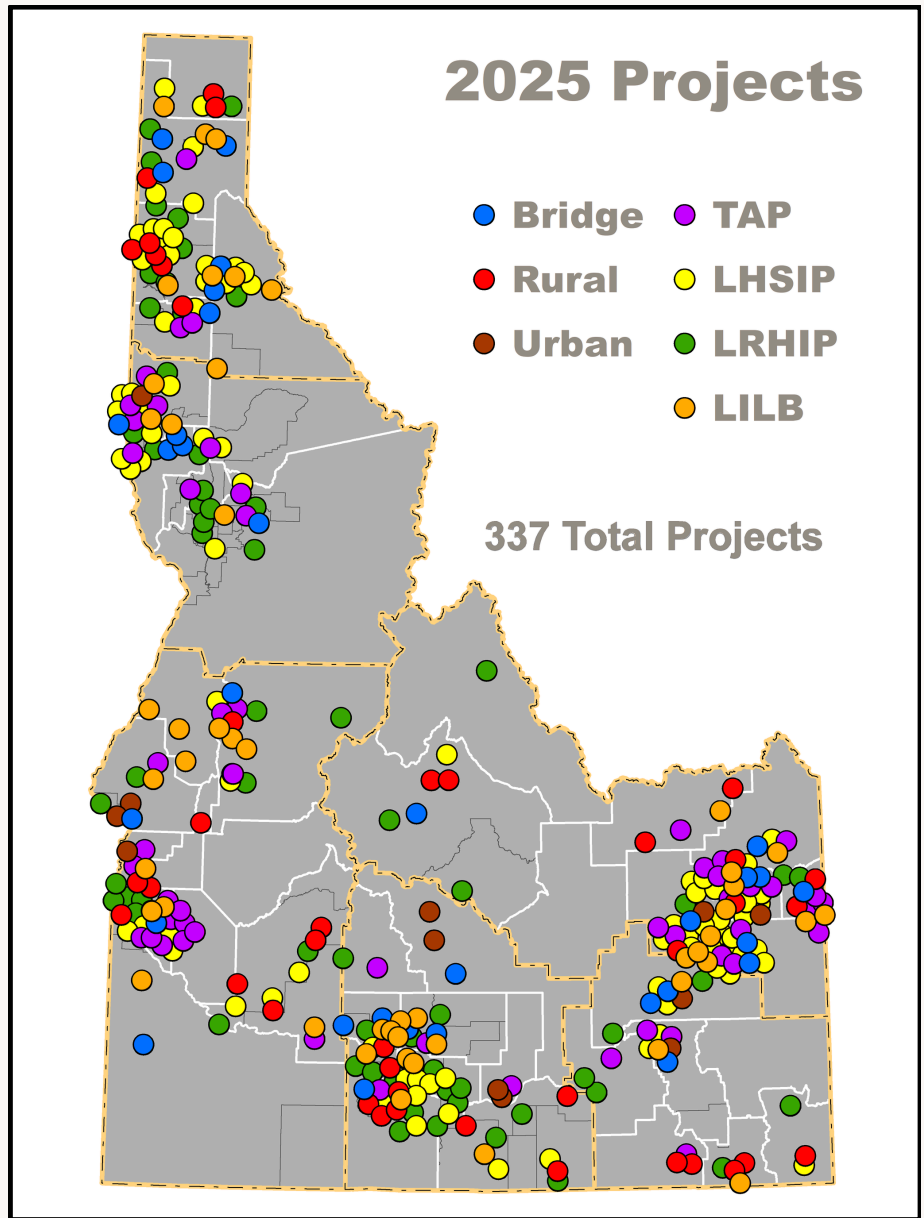 2025 Projects
Bridge
TAP
Rural
LHSIP
Urban
LRHIP
LILB
337 Total Projects